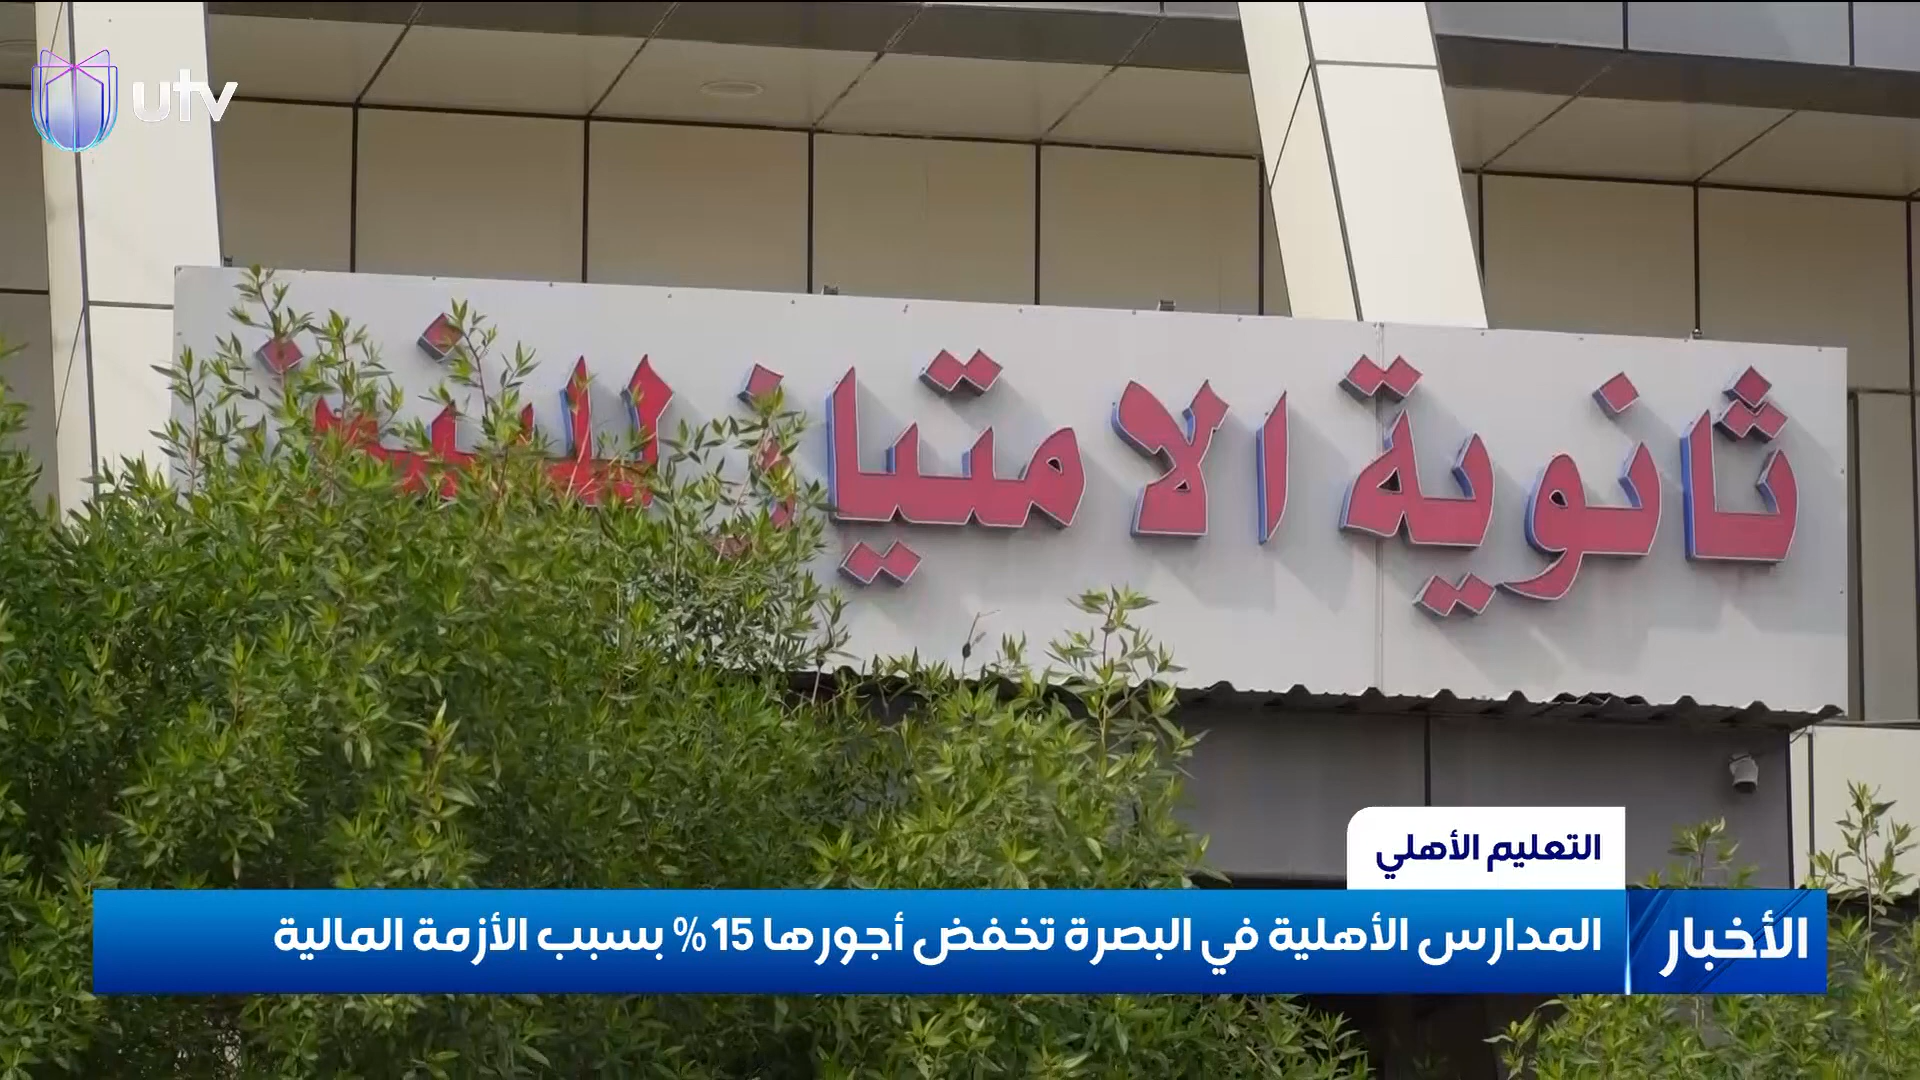 utv
ثانوية الامتياز
التعليم الأهلي
الأخبار
المدارس الأهلية في البصرة تخفض أجورها 15% بسبب الأزمة المالية